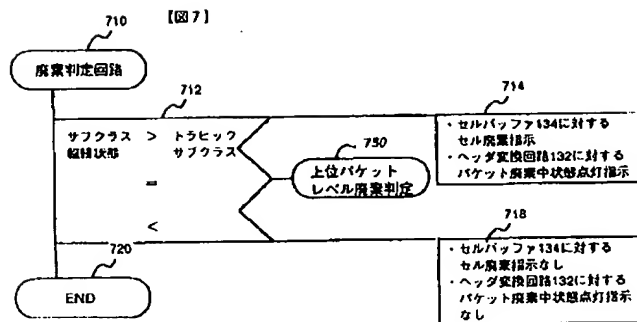 【図7】
710
廃棄判定回路
712
サブクラス > トラヒック
輻輳状態 サブクラス
=
<
730
上位パケット
レベル廃棄判定
714
・セルバッファ134に対する
セル廃棄指示
・ヘッダ変換回路132に対する
パケット廃棄中状態点灯指示
718
・セルバッファ134に対する
セル廃棄指示なし
・ヘッダ変換回路132に対する
パケット廃棄中状態点灯指示
なし
720
END